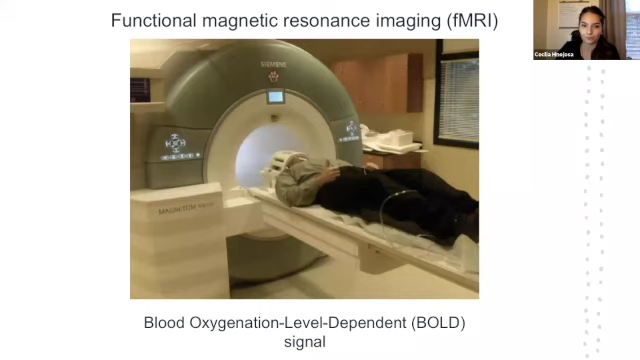 Functional magnetic resonance imaging (fMRI)
Cecilia Hinojosa
SIEMENS
MAGNETOM
Blood Oxygenation-Level-Dependent (BOLD)
signal